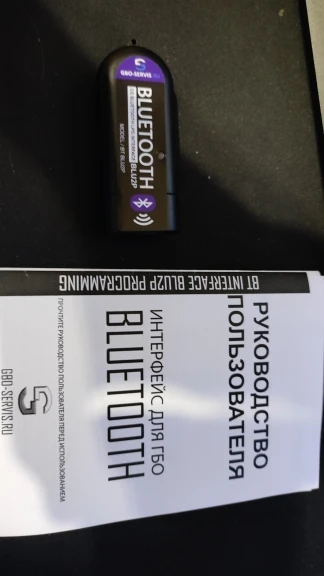 GBO-SERVIS.RU
BLUETOOTH
BLU2P
MODEL / BT BLU2P
BT INTERFACE BLU2P PROGRAMMING
РУКОВОДСТВО
ПОЛЬЗОВАТЕЛЯ
ИНТЕРФЕЙС ДЛЯ ГБО
BLUETOOTH
ПРОЧТИТЕ РУКОВОДСТВО ПОЛЬЗОВАТЕЛЯ ПЕРЕД ИСПОЛЬЗОВАНИЕМ
GBO-SERVIS.RU